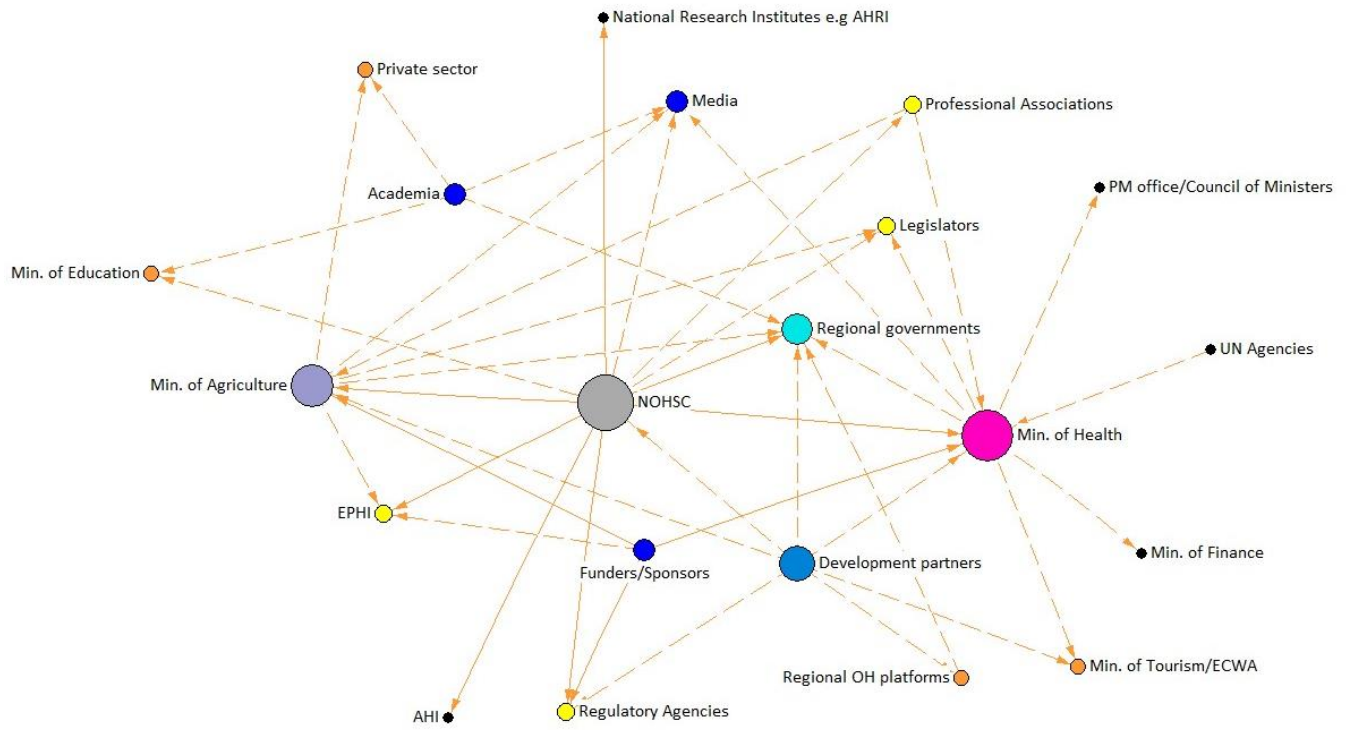 National Research Institutes e.g AHRI
Private sector
Media
Professional Associations
Academia
PM office/Council of Ministers
Legislators
Min. of Education
Regional governments
UN Agencies
Min. of Agriculture
NOHSC
Min. of Health
EPHI
Funders/Sponsors
Development partners
Min. of Finance
Regional OH platforms
Min. of Tourism/ECWA
AHI
Regulatory Agencies